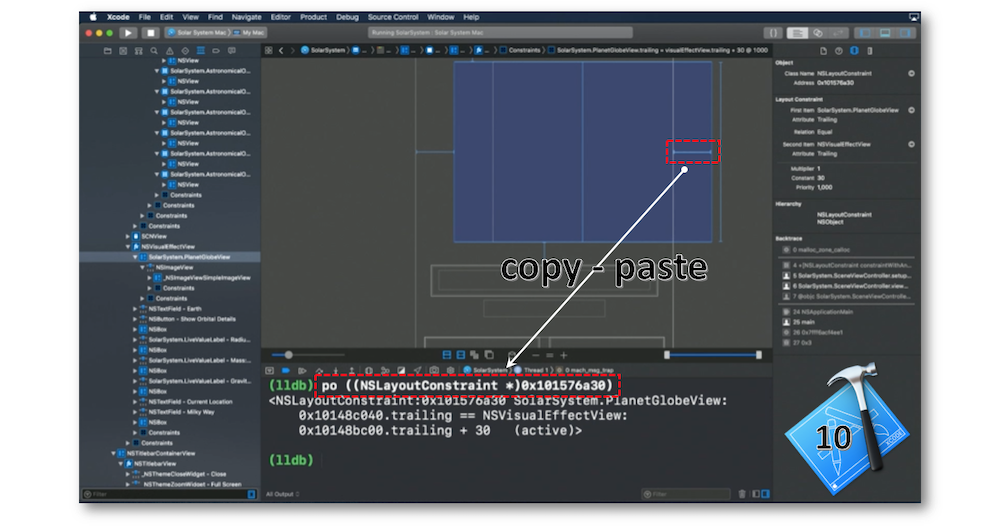 Xcode File Edit View Find Navigate Editor Product Debug Source Control Window Help
Solar System Mac My Mac
Running SolarSystem : Solar System Mac
SolarSystem Constraints SolarSystem.PlanetGlobeView.trailing = visualEffectView.trailing + 30 @ 1000
NSView
SolarSystem.AstronomicalO...
NSView
SolarSystem.AstronomicalO...
NSView
SolarSystem.AstronomicalO...
NSView
SolarSystem.AstronomicalO...
NSView
SolarSystem.AstronomicalO...
NSView
SolarSystem.AstronomicalO...
NSView
Constraints
Constraints
Constraints
Constraints
SCNView
NSVisualEffectView
SolarSystem.PlanetGlobeView
NSImageView
_NSImageViewSimpleImageView
Constraints
Constraints
NSTextField - Earth
NSButton - Show Orbital Details
NSBox
SolarSystem.LiveValueLabel - Radiu...
NSBox
SolarSystem.LiveValueLabel - Mass:...
NSBox
SolarSystem.LiveValueLabel - Gravit...
NSBox
NSTextField - Current Location
NSTextField - Milky Way
NSBox
Constraints
Constraints
NSTitlebarContainerView
NSTitlebarView
_NSThemeCloseWidget - Close
_NSThemeZoomWidget - Full Screen
Filter
Object
Class Name NSLayoutConstraint
Address 0x101576a30
Layout Constraint
First Item SolarSystem.PlanetGlobeView
Attribute Trailing
Relation Equal
Second Item NSVisualEffectView
Attribute Trailing
Multiplier 1
Constant 30
Priority 1,000
Hierarchy
NSLayoutConstraint
NSObject
Backtrace
0 malloc_zone_calloc
4 +[NSLayoutConstraint constraintWithAn...
5 SolarSystem.SceneViewController.setup...
6 SolarSystem.SceneViewController.view...
7 @objc SolarSystem.SceneViewControlle...
24 NSApplicationMain
25 main
27 0x3
copy - paste
SolarSystem Thread 1 0 mach_msg_trap
(lldb) po ((NSLayoutConstraint *)0x101576a30)
<NSLayoutConstraint:0x101576a30 SolarSystem.PlanetGlobeView:
0x10148c040.trailing == NSVisualEffectView:
0x10148bc00.trailing + 30 (active)>
(lldb)
All Output
Filter
10
XCODE